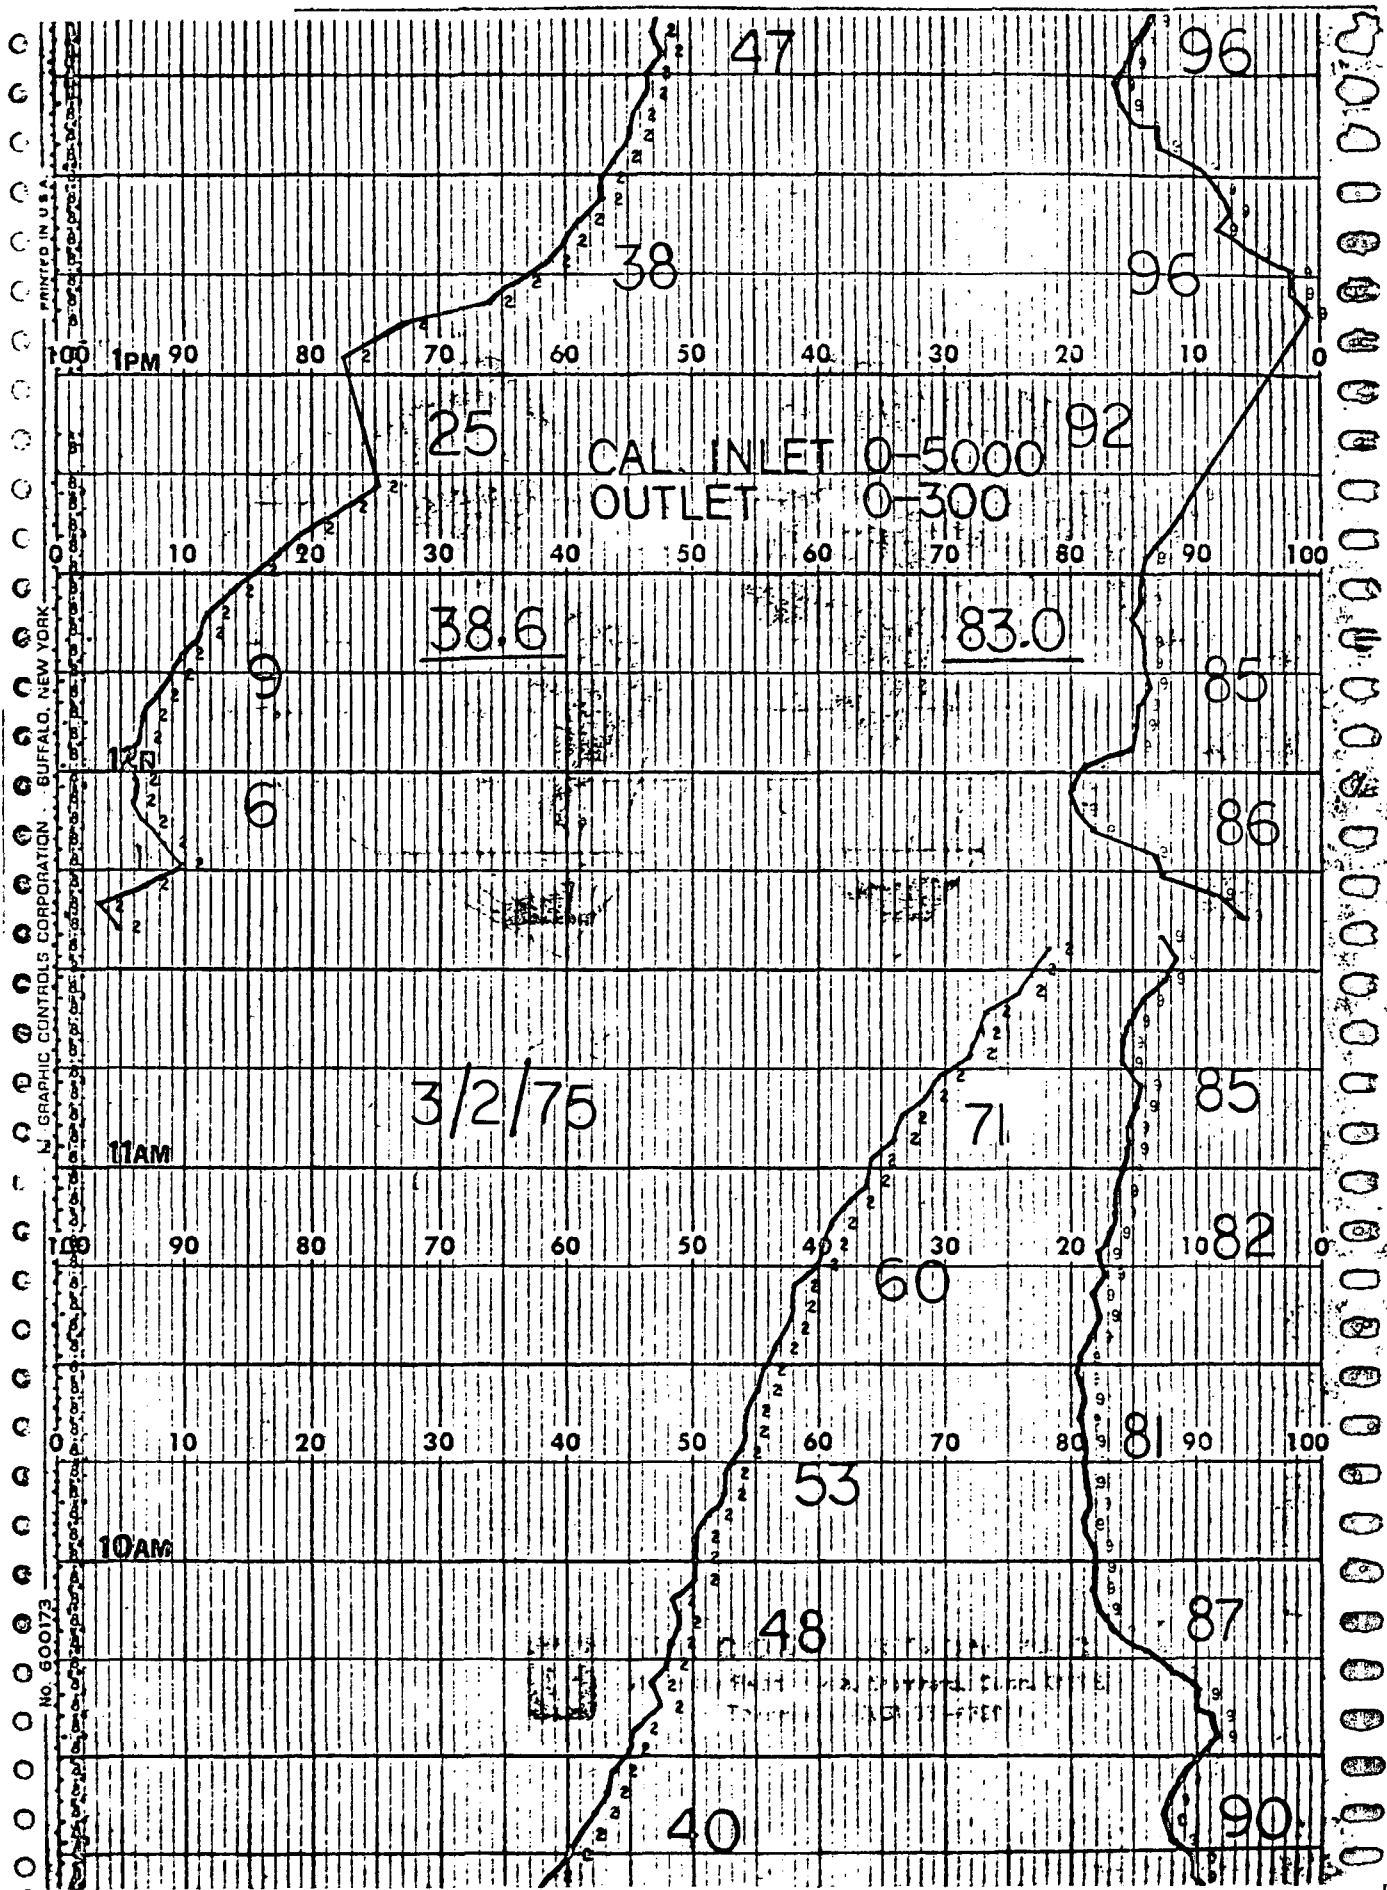 47 96
38 96
100 1PM 90 80 70 60 50 40 30 20 10 0
25 92
CAL. INLET 0-5000
OUTLET 0-300
0 10 20 30 40 50 60 70 80 90 100
38.6 83.0
9 85
6 86
3/2/75 71 85
11AM
82
100 90 80 70 60 50 40 30 20 10 0
60
0 10 20 30 40 50 60 70 80 90 100
81
53
10AM
48 87
40 90
PRINTED IN U.S.A.
GRAPHIC CONTROLS CORPORATION BUFFALO, NEW YORK
No. 600173